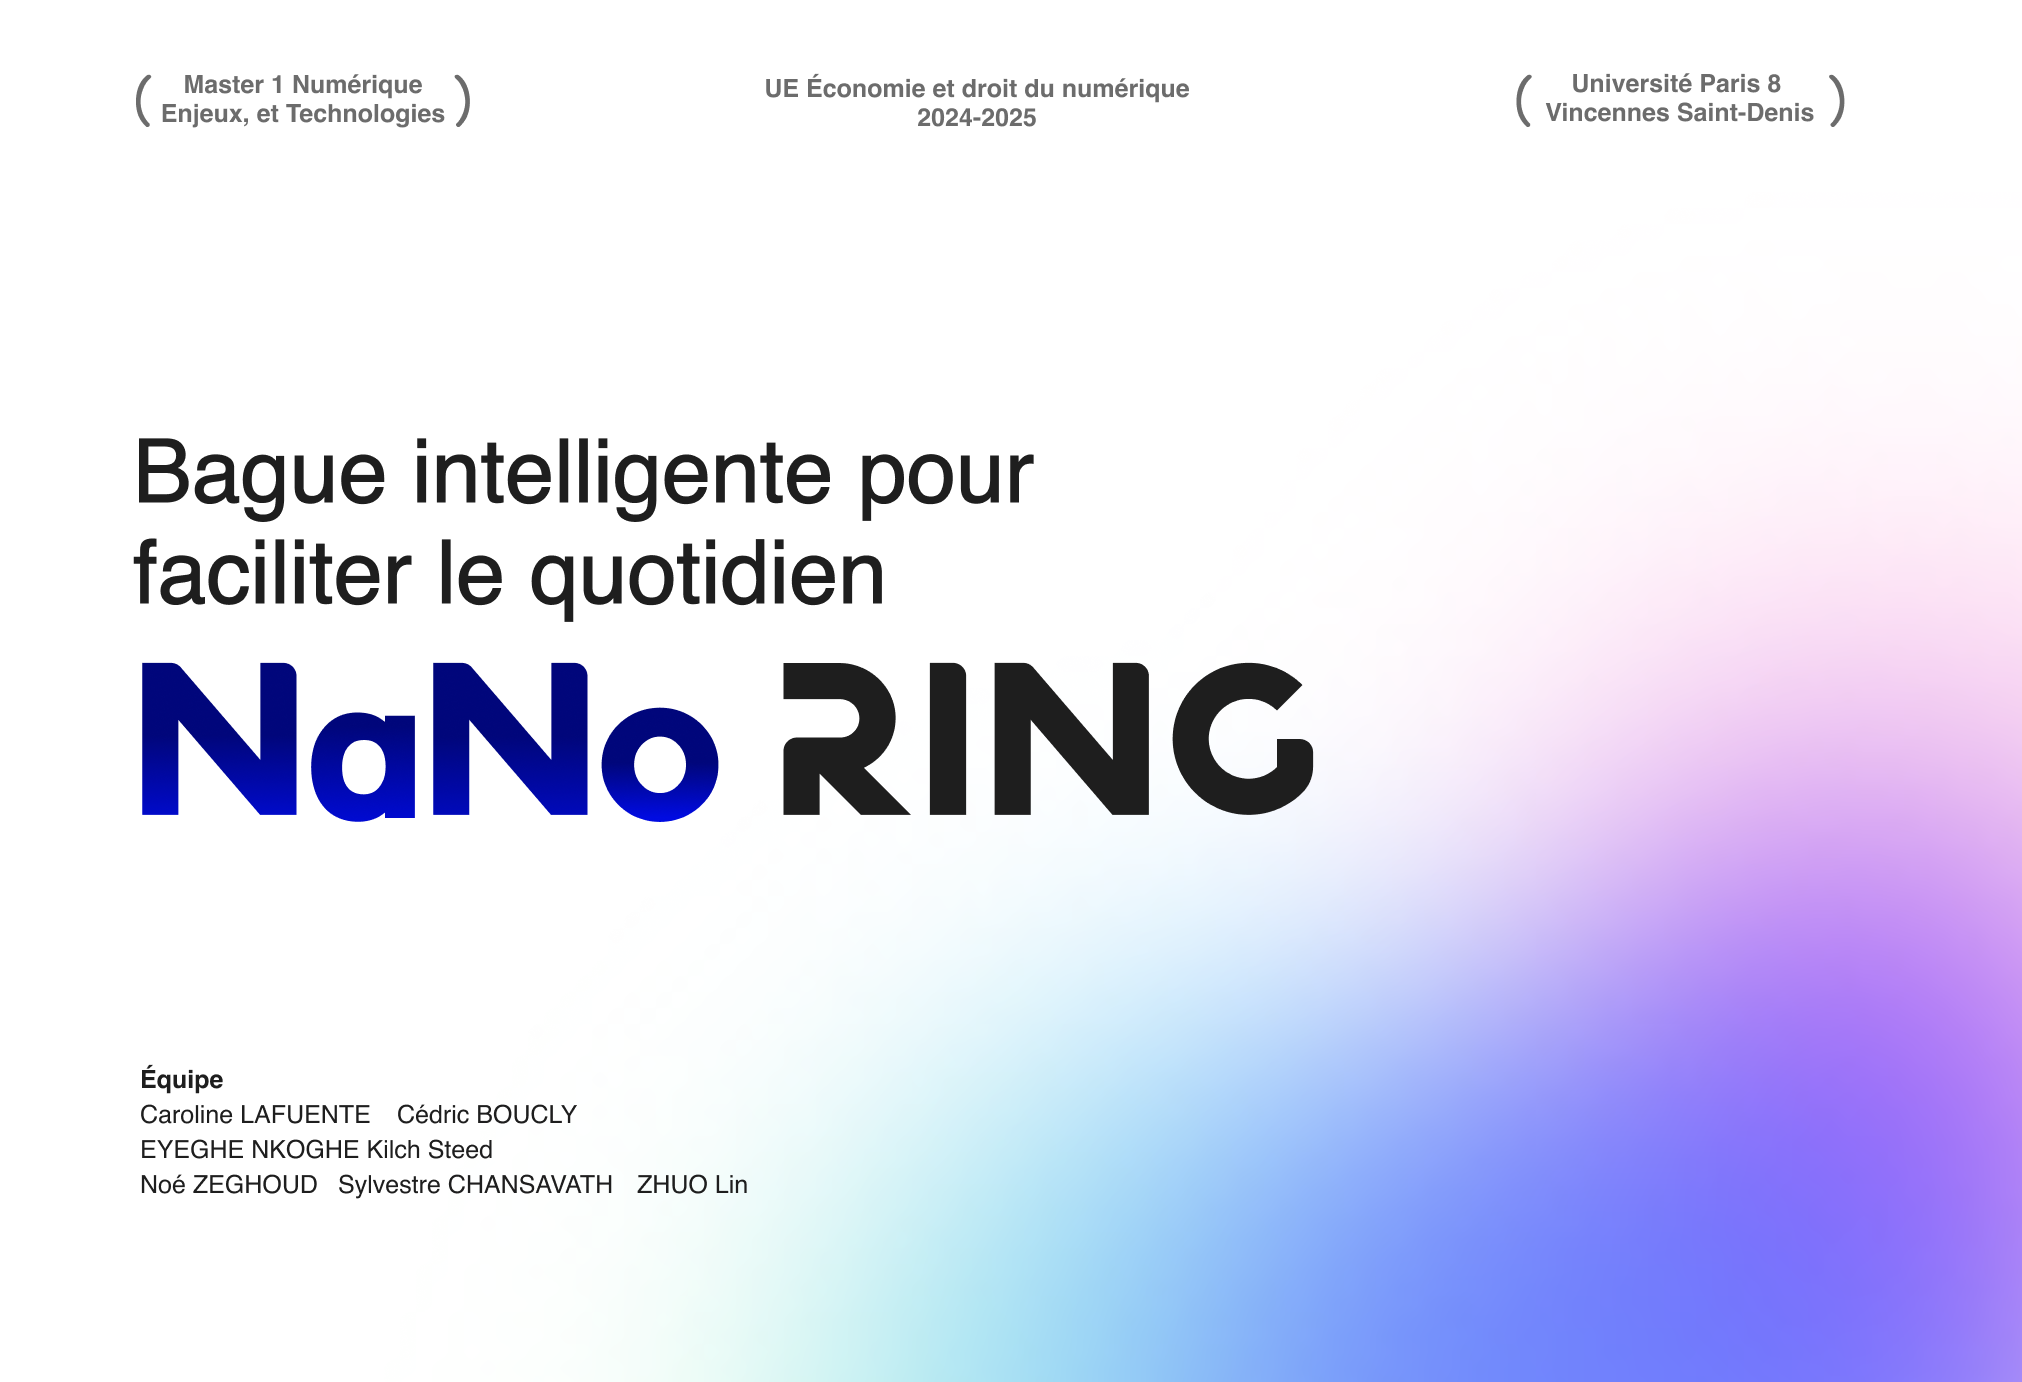 ( Master 1 Numérique
Enjeux, et Technologies )
UE Économie et droit du numérique
2024-2025
( Université Paris 8
Vincennes Saint-Denis )
Bague intelligente pour
faciliter le quotidien
NaNo RING
Équipe
Caroline LAFUENTE Cédric BOUCLY
EYEGHE NKOGHE Kilch Steed
Noé ZEGHOUD Sylvestre CHANSAVATH ZHUO Lin